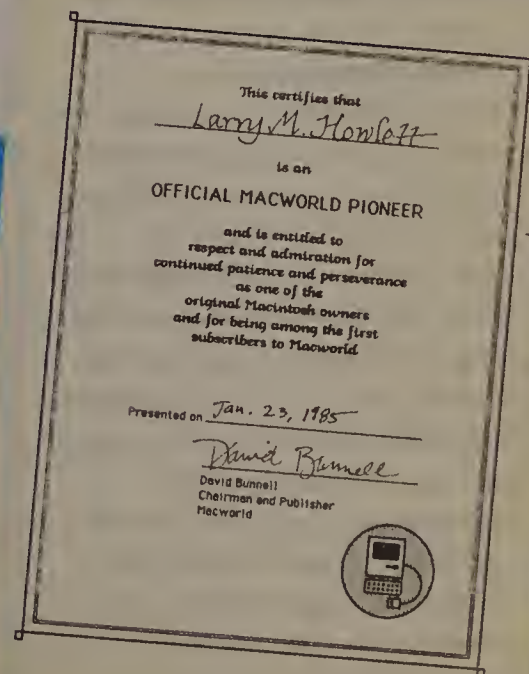 This certifies that
Larry M. Howlett
is an
OFFICIAL MACWORLD PIONEER
and is entitled to
respect and admiration for
continued patience and perseverance
as one of the
original Macintosh owners
and for being among the first
subscribers to Macworld
Presented on Jan. 23, 1985
David Bunnell
David Bunnell
Chairman and Publisher
Macworld